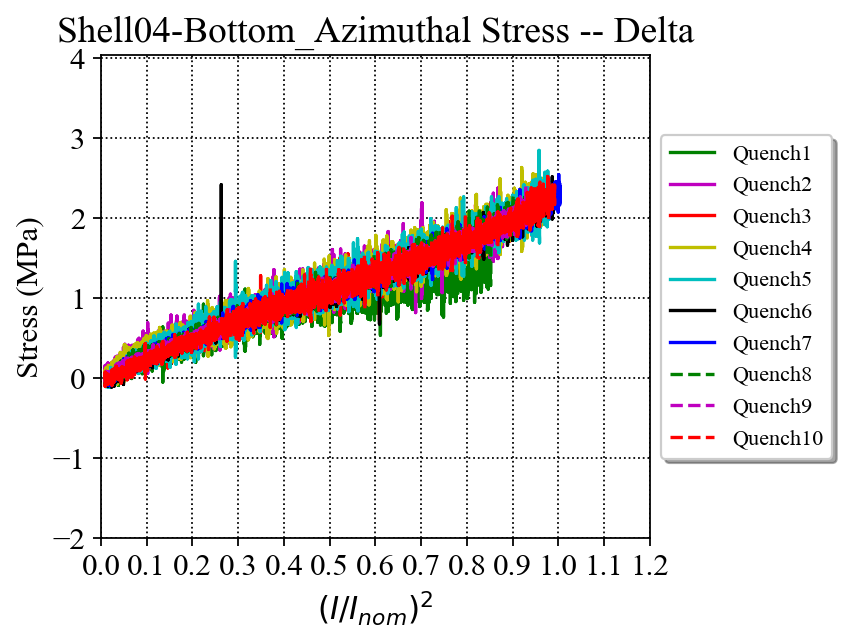 Shell04-Bottom_Azimuthal Stress -- Delta
Stress (MPa)
4
3
2
1
0
−1
−2
0.0 0.1 0.2 0.3 0.4 0.5 0.6 0.7 0.8 0.9 1.0 1.1 1.2
(I/I_nom)²
Quench1
Quench2
Quench3
Quench4
Quench5
Quench6
Quench7
Quench8
Quench9
Quench10